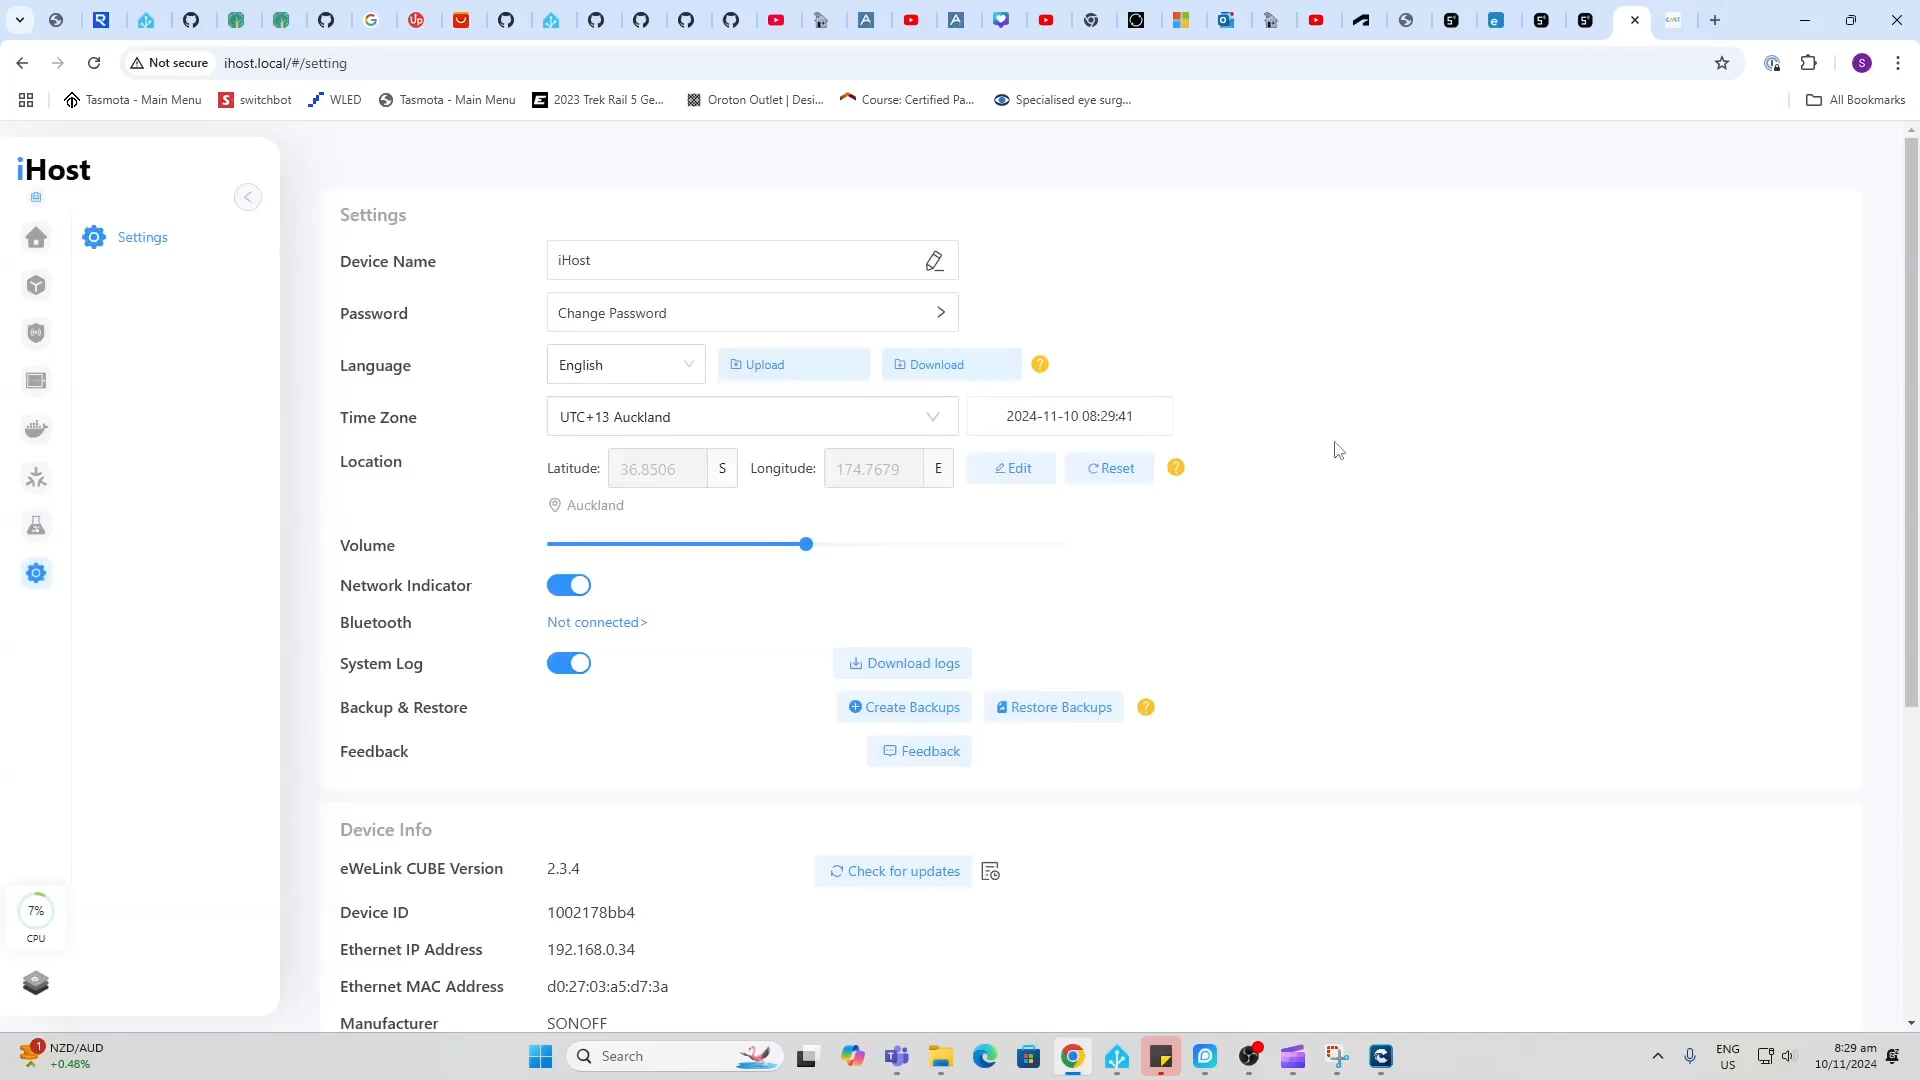 Not secure
ihost.local/#/setting
S
Tasmota - Main Menu
switchbot
WLED
Tasmota - Main Menu
2023 Trek Rail 5 Ge...
Oroton Outlet | Desi...
Course: Certified Pa...
Specialised eye surg...
All Bookmarks
iHost
Settings
Settings
Device Name
iHost
Password
Change Password
Language
English
Upload
Download
?
Time Zone
UTC+13 Auckland
2024-11-10 08:29:41
Location
Latitude:
36.8506
S
Longitude:
174.7679
E
Edit
Reset
?
Auckland
Volume
Network Indicator
Bluetooth
Not connected>
System Log
Download logs
Backup & Restore
Create Backups
Restore Backups
?
Feedback
Feedback
Device Info
eWeLink CUBE Version
2.3.4
Check for updates
Device ID
1002178bb4
Ethernet IP Address
192.168.0.34
Ethernet MAC Address
d0:27:03:a5:d7:3a
Manufacturer
SONOFF
7%
CPU
1
NZD/AUD
+0.48%
Search
ENG
US
8:29 am
10/11/2024